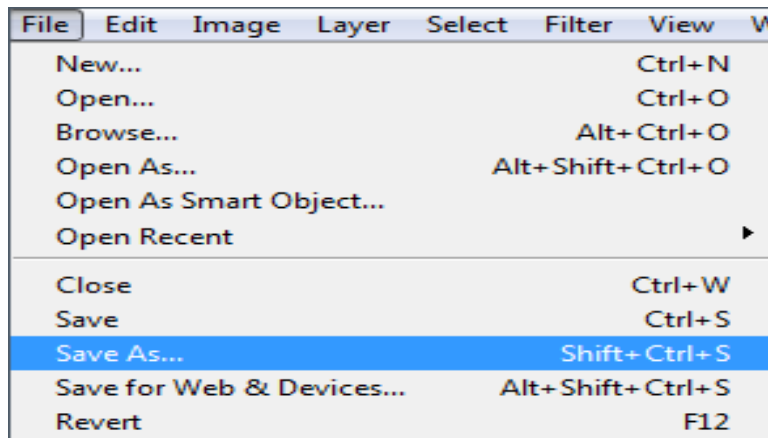 File Edit Image Layer Select Filter View
New... Ctrl+N
Open... Ctrl+O
Browse... Alt+Ctrl+O
Open As... Alt+Shift+Ctrl+O
Open As Smart Object...
Open Recent
Close Ctrl+W
Save Ctrl+S
Save As... Shift+Ctrl+S
Save for Web & Devices... Alt+Shift+Ctrl+S
Revert F12